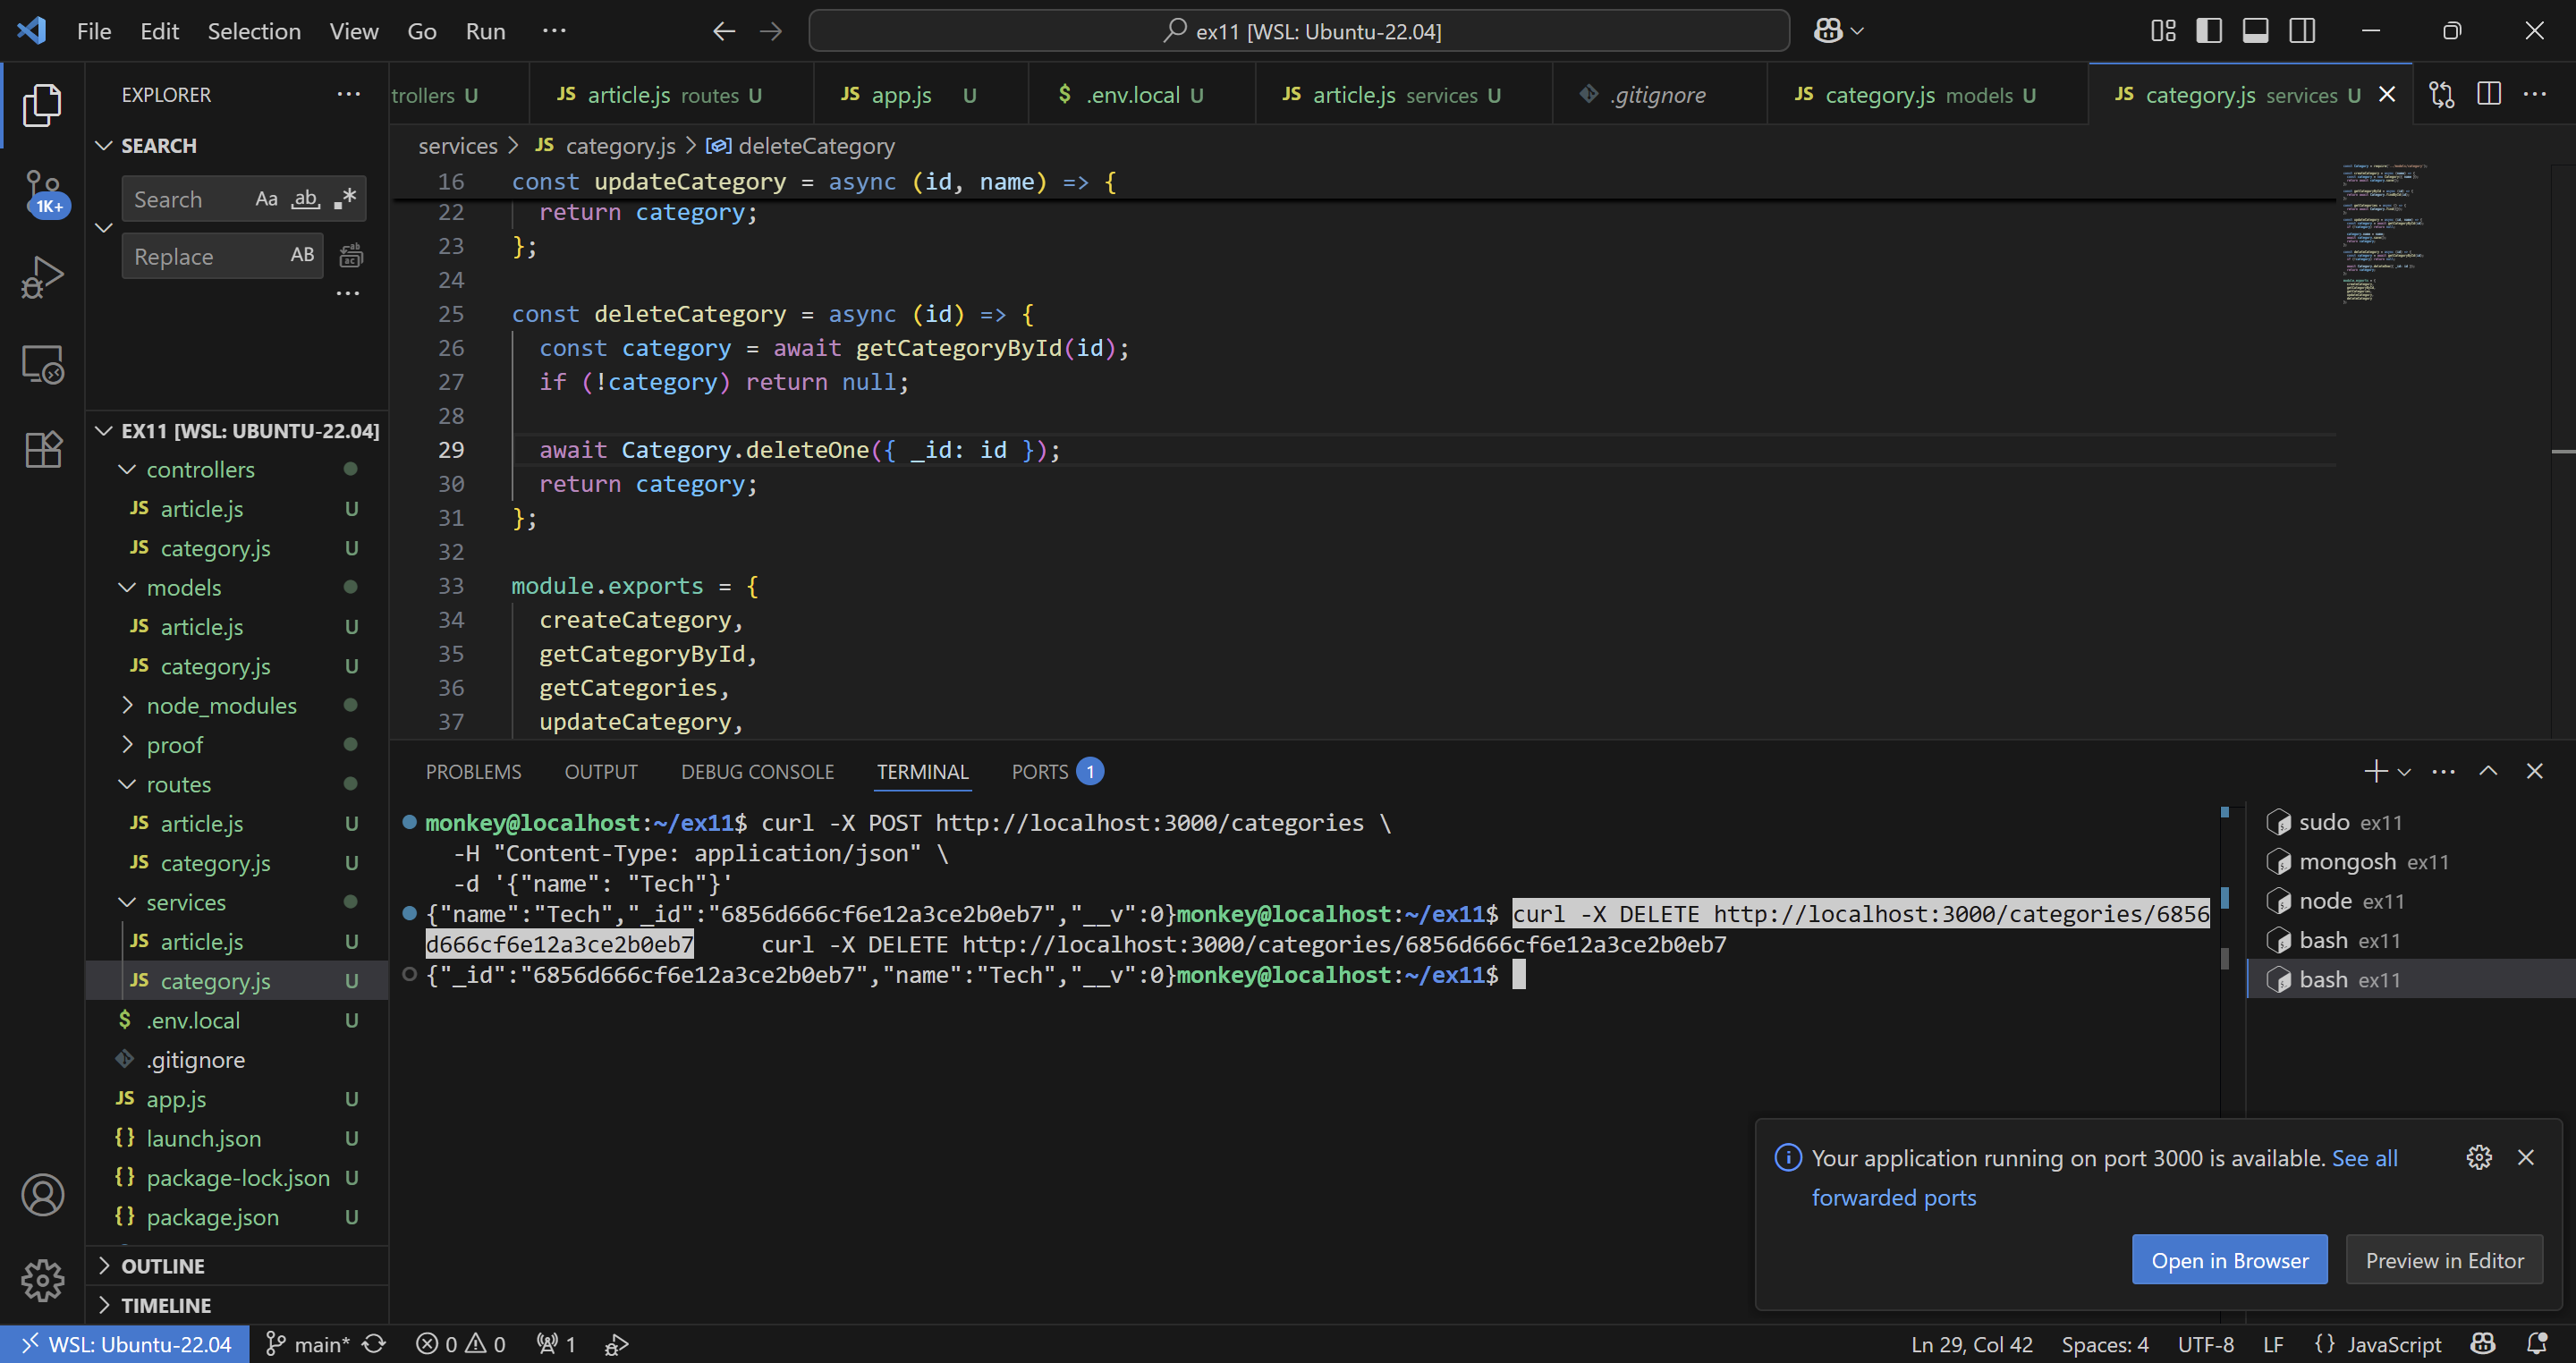 File Edit Selection View Go Run ··· ex11 [WSL: Ubuntu-22.04]
EXPLORER ···
trollers U
JS article.js routes U
JS app.js U
$ .env.local U
JS article.js services U
.gitignore
JS category.js models U
JS category.js services U
SEARCH
Search Aa ab .*
Replace AB
···
services > JS category.js > deleteCategory
16 const updateCategory = async (id, name) => {
22 return category;
23 };
24
25 const deleteCategory = async (id) => {
26 const category = await getCategoryById(id);
27 if (!category) return null;
28
29 await Category.deleteOne({ _id: id });
30 return category;
31 };
32
33 module.exports = {
34 createCategory,
35 getCategoryById,
36 getCategories,
37 updateCategory,
1K+
EX11 [WSL: UBUNTU-22.04]
controllers
JS article.js U
JS category.js U
models
JS article.js U
JS category.js U
node_modules
proof
routes
JS article.js U
JS category.js U
services
JS article.js U
JS category.js U
$ .env.local U
.gitignore
JS app.js U
{} launch.json U
{} package-lock.json U
{} package.json U
OUTLINE
TIMELINE
PROBLEMS OUTPUT DEBUG CONSOLE TERMINAL PORTS 1
monkey@localhost:~/ex11$ curl -X POST http://localhost:3000/categories \
-H "Content-Type: application/json" \
-d '{"name": "Tech"}'
{"name":"Tech","_id":"6856d666cf6e12a3ce2b0eb7","__v":0}monkey@localhost:~/ex11$ curl -X DELETE http://localhost:3000/categories/6856
d666cf6e12a3ce2b0eb7 curl -X DELETE http://localhost:3000/categories/6856d666cf6e12a3ce2b0eb7
{"_id":"6856d666cf6e12a3ce2b0eb7","name":"Tech","__v":0}monkey@localhost:~/ex11$
sudo ex11
mongosh ex11
node ex11
bash ex11
bash ex11
Your application running on port 3000 is available. See all
forwarded ports
Open in Browser Preview in Editor
WSL: Ubuntu-22.04 main* 0 0 1 Ln 29, Col 42 Spaces: 4 UTF-8 LF {} JavaScript